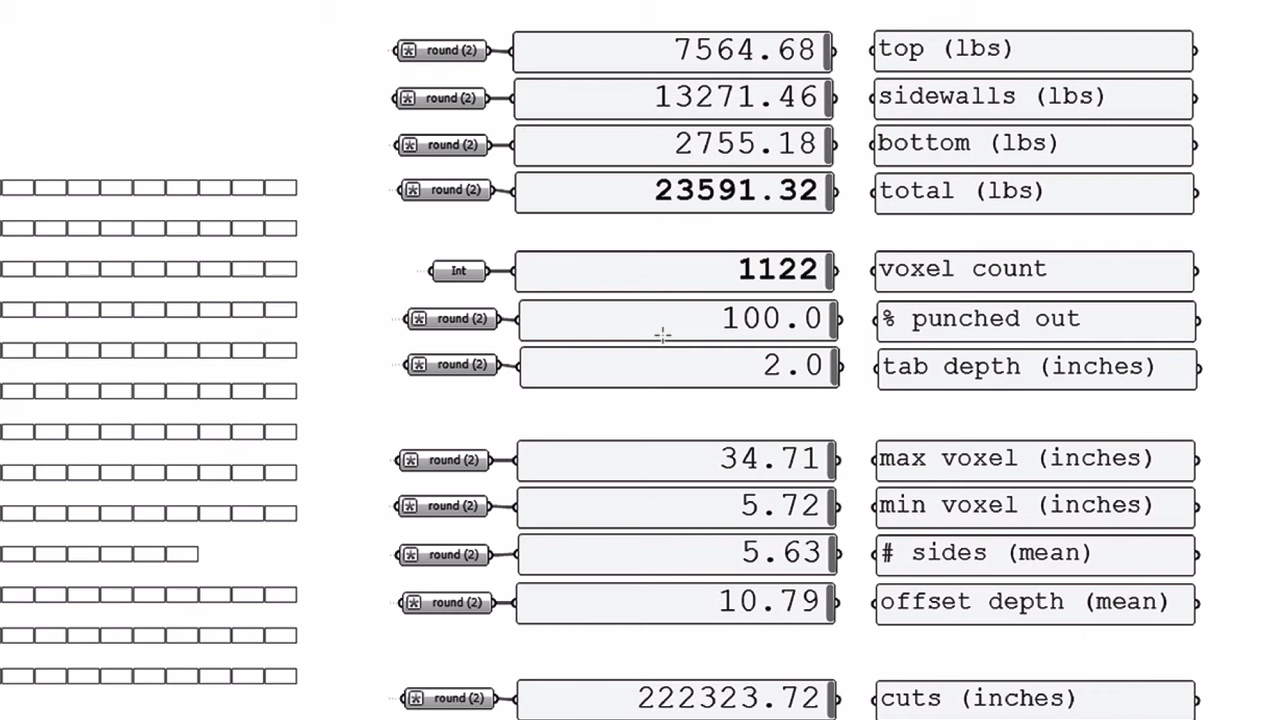 round (2) 7564.68 top (lbs)
round (2) 13271.46 sidewalls (lbs)
round (2) 2755.18 bottom (lbs)
round (2) 23591.32 total (lbs)
Int 1122 voxel count
round (2) 100.0 % punched out
round (2) 2.0 tab depth (inches)
round (2) 34.71 max voxel (inches)
round (2) 5.72 min voxel (inches)
round (2) 5.63 # sides (mean)
round (2) 10.79 offset depth (mean)
round (2) 222323.72 cuts (inches)